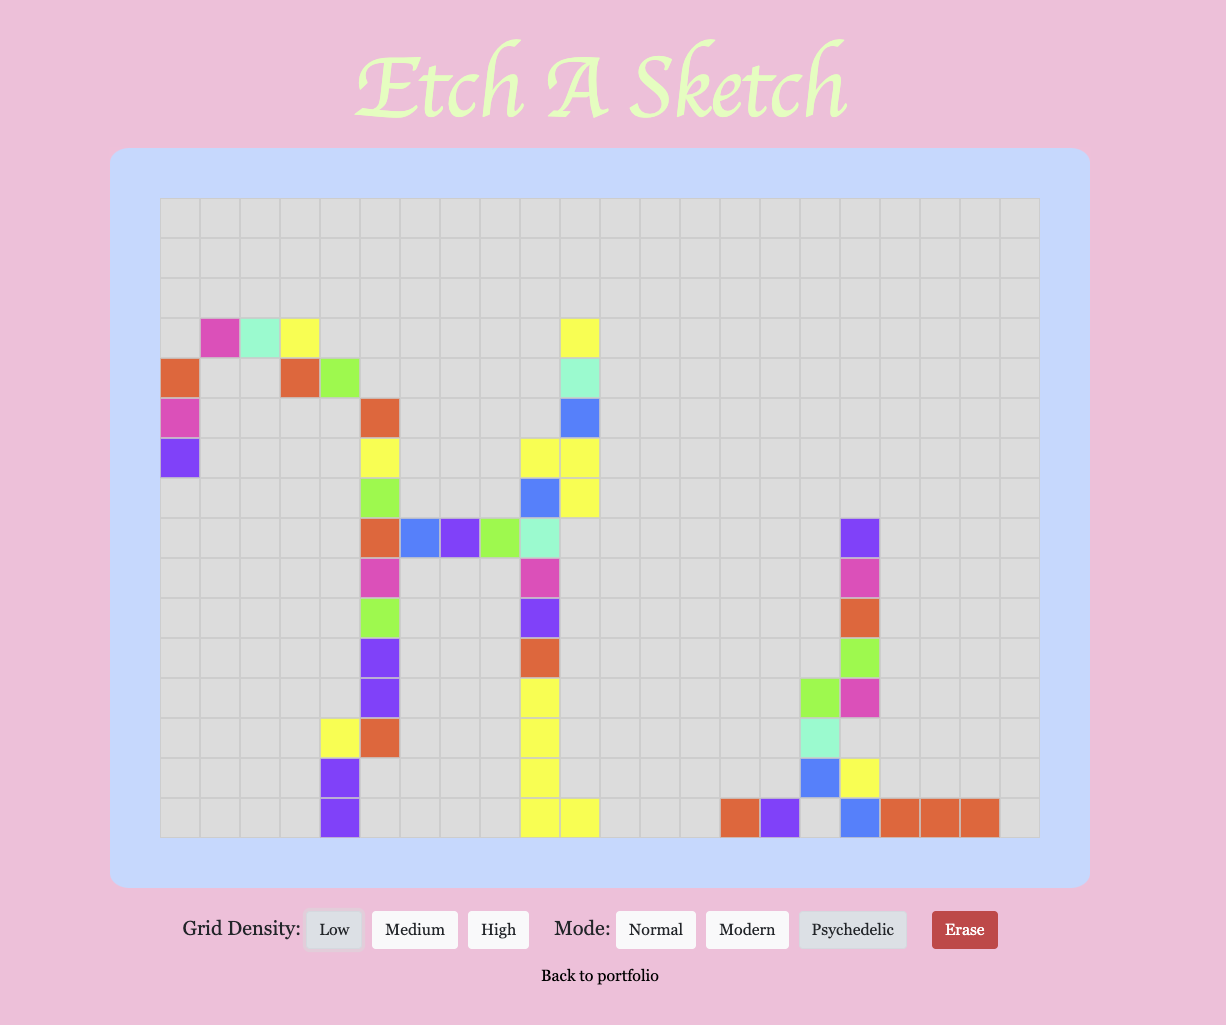 Etch A Sketch
Grid Density: Low Medium High Mode: Normal Modern Psychedelic Erase
Back to portfolio